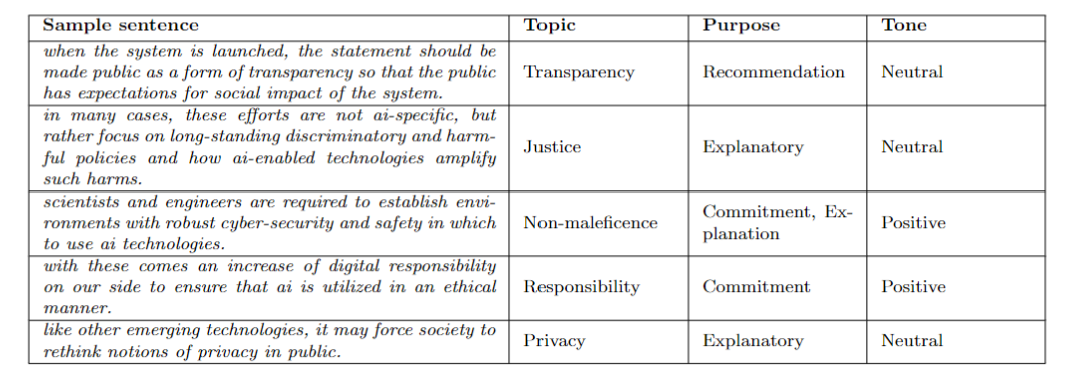 Sample sentence Topic Purpose Tone
when the system is launched, the statement should be
made public as a form of transparency so that the public
has expectations for social impact of the system.
Transparency Recommendation Neutral
in many cases, these efforts are not ai-specific, but
rather focus on long-standing discriminatory and harm-
ful policies and how ai-enabled technologies amplify
such harms.
Justice Explanatory Neutral
scientists and engineers are required to establish envi-
ronments with robust cyber-security and safety in which
to use ai technologies.
Non-maleficence Commitment, Ex-
planation Positive
with these comes an increase of digital responsibility
on our side to ensure that ai is utilized in an ethical
manner.
Responsibility Commitment Positive
like other emerging technologies, it may force society to
rethink notions of privacy in public.
Privacy Explanatory Neutral